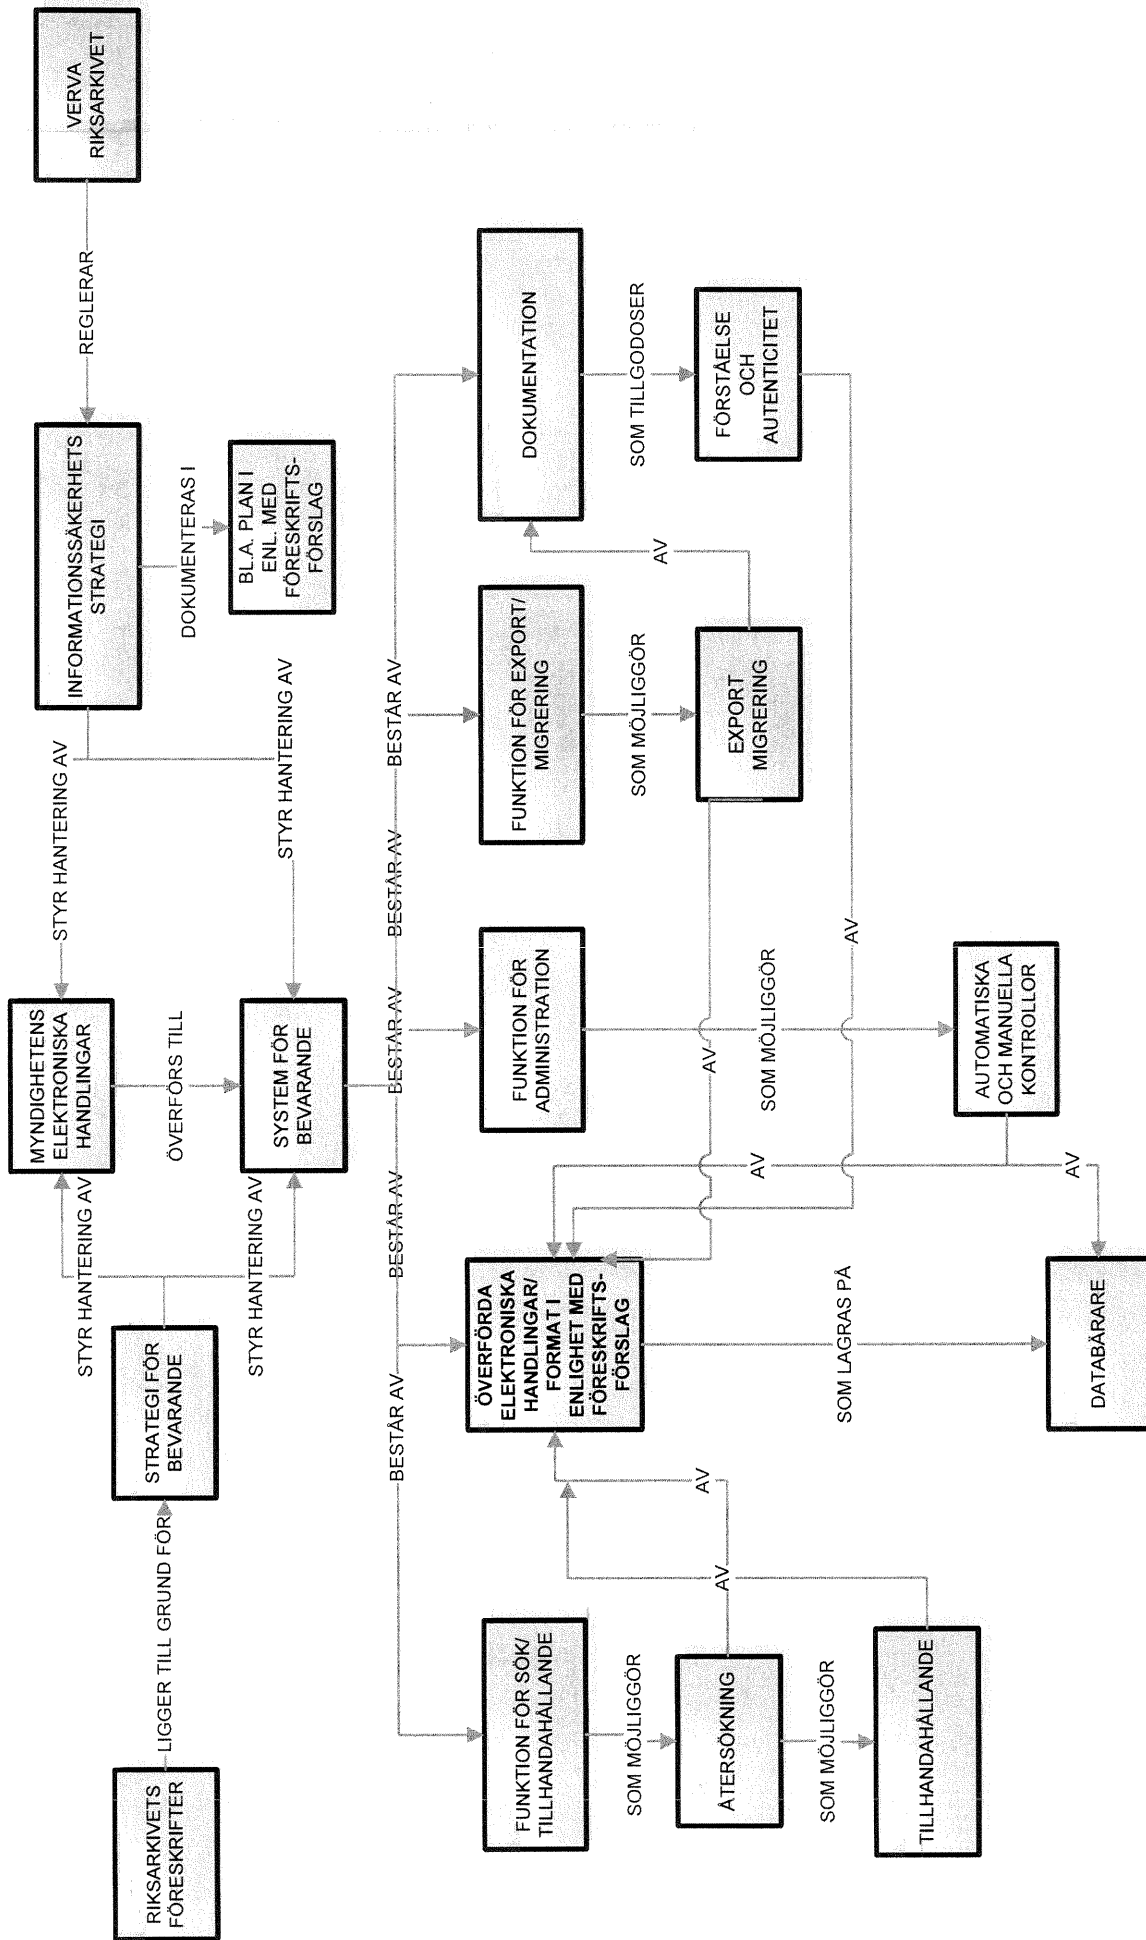 RIKSARKIVETS
FÖRESKRIFTER
LIGGER TILL GRUND FÖR
STRATEGI FÖR
BEVARANDE
STYR HANTERING AV
STYR HANTERING AV
MYNDIGHETENS
ELEKTRONISKA
HANDLINGAR
ÖVERFÖRS TILL
SYSTEM FÖR
BEVARANDE
STYR HANTERING AV
STYR HANTERING AV
INFORMATIONSSÄKERHETS
STRATEGI
DOKUMENTERAS I
BL.A. PLAN I
ENL. MED
FÖRESKRIFTS-
FÖRSLAG
REGLERAR
VERVA
RIKSARKIVET
BESTÅR AV
BESTÅR AV
BESTÅR AV
BESTÅR AV
BESTÅR AV
BESTÅR AV
FUNKTION FÖR SÖK/
TILLHANDAHÅLLANDE
SOM MÖJLIGGÖR
ÅTERSÖKNING
SOM MÖJLIGGÖR
TILLHANDAHÅLLANDE
AV
AV
ÖVERFÖRDA
ELEKTRONISKA
HANDLINGAR/
FORMAT I
ENLIGHET MED
FÖRESKRIFTS-
FÖRSLAG
SOM LAGRAS PÅ
DATABÄRARE
FUNKTION FÖR
ADMINISTRATION
SOM MÖJLIGGÖR
AUTOMATISKA
OCH MANUELLA
KONTROLLOR
AV
AV
FUNKTION FÖR EXPORT/
MIGRERING
SOM MÖJLIGGÖR
EXPORT
MIGRERING
AV
AV
DOKUMENTATION
SOM TILLGODOSER
FÖRSTÅELSE
OCH
AUTENTICITET
AV